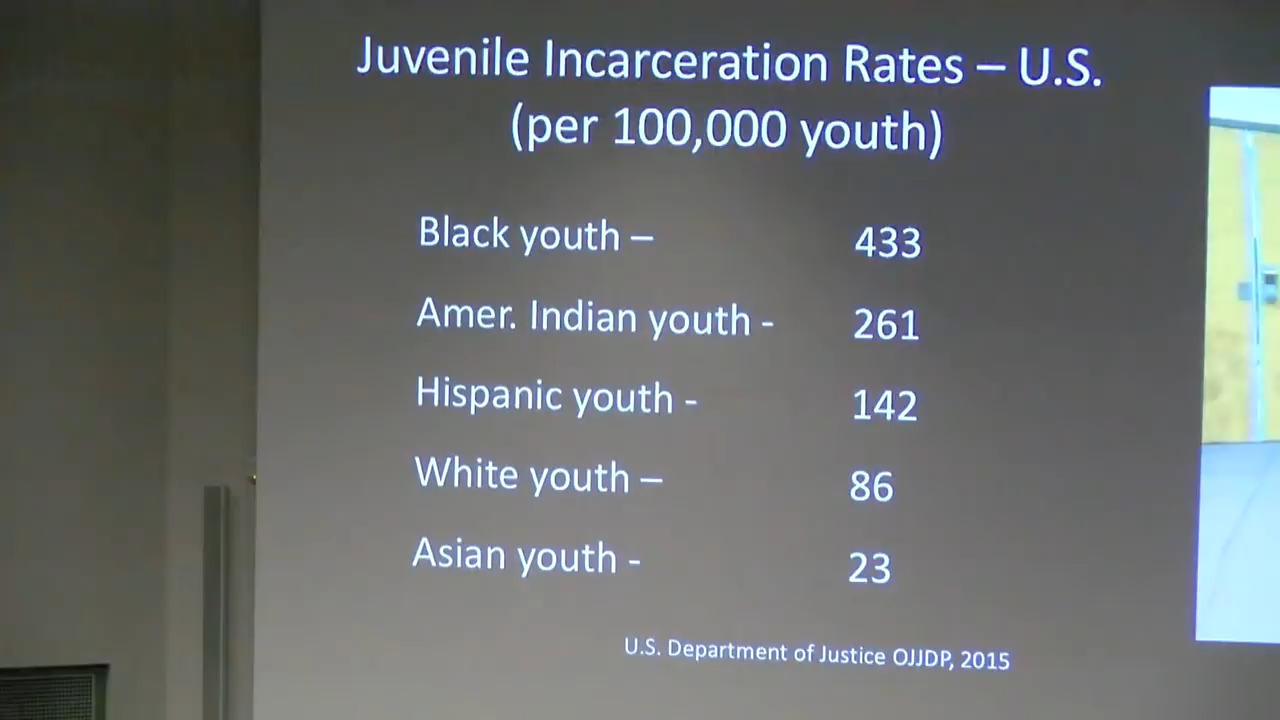 Juvenile Incarceration Rates – U.S.
(per 100,000 youth)
Black youth – 433
Amer. Indian youth - 261
Hispanic youth - 142
White youth – 86
Asian youth - 23
U.S. Department of Justice OJJDP, 2015